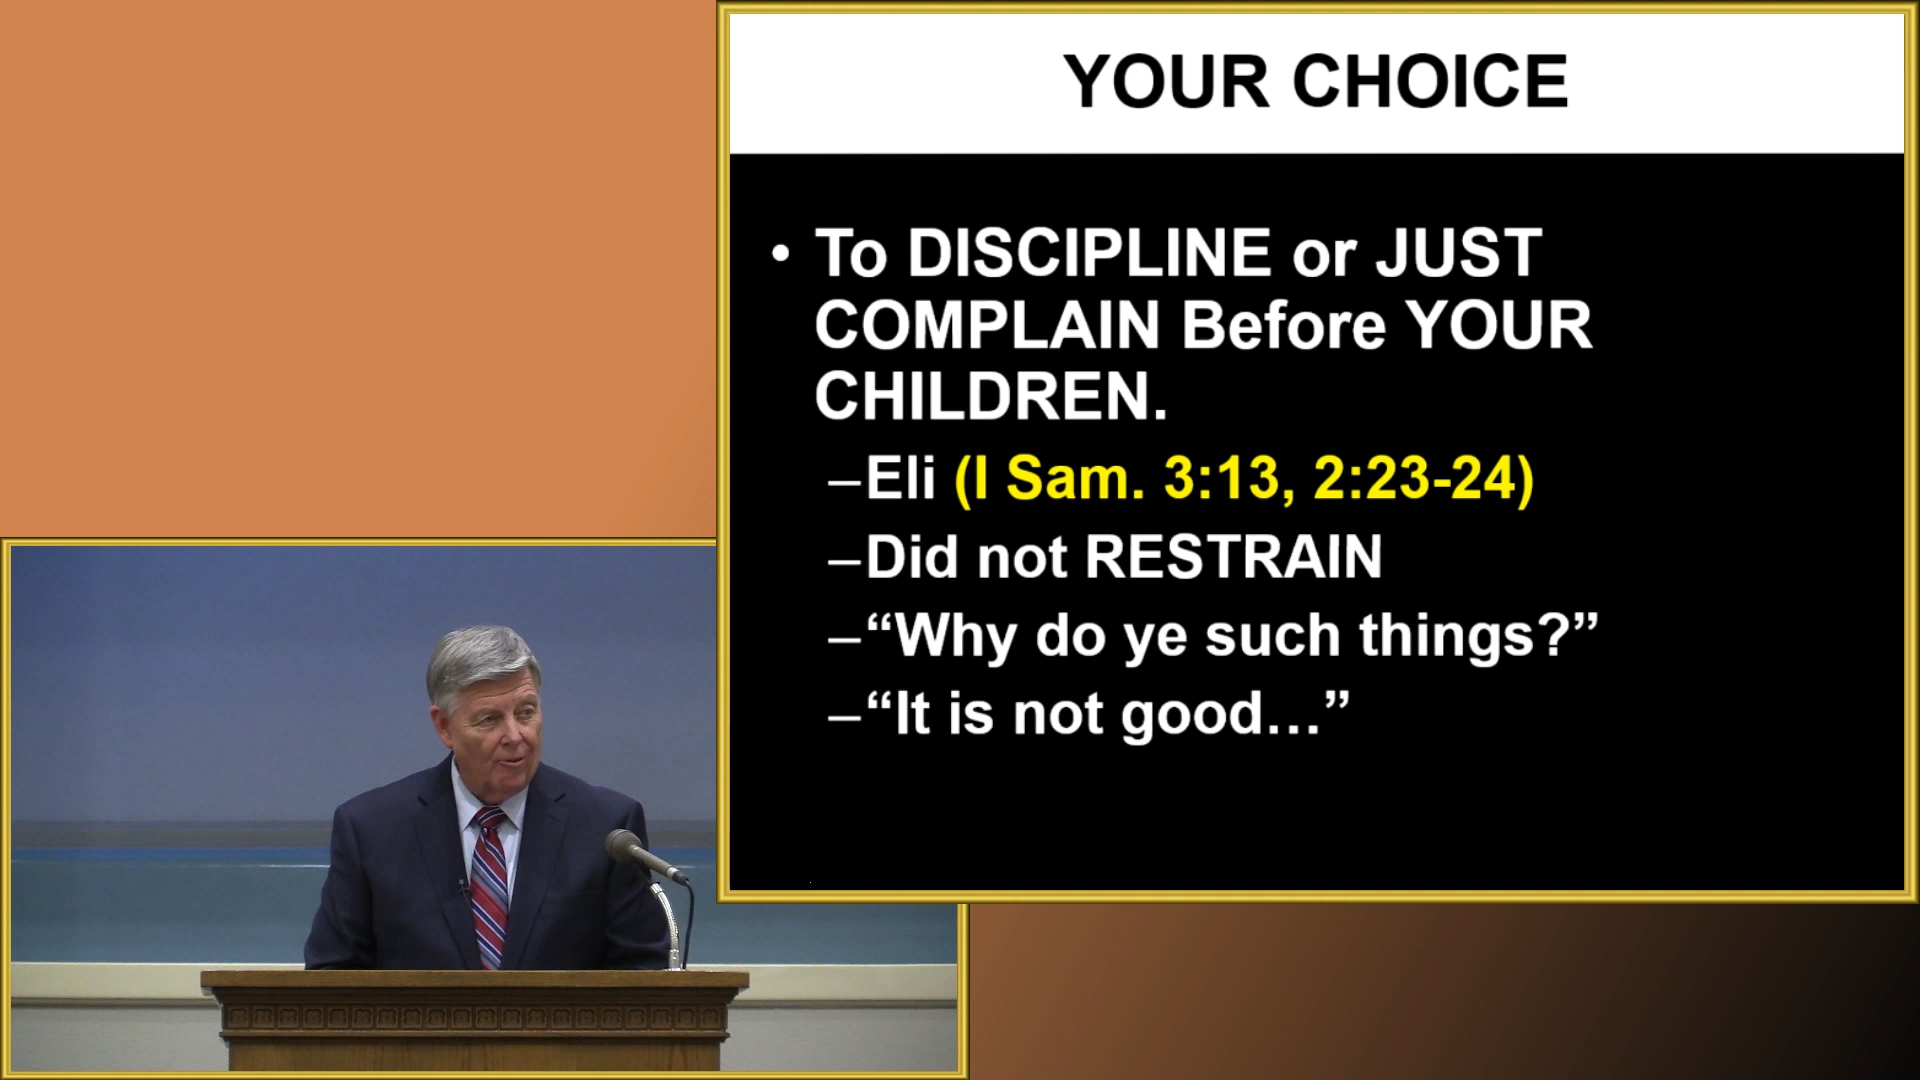 YOUR CHOICE
• To DISCIPLINE or JUST
COMPLAIN Before YOUR
CHILDREN.
–Eli (I Sam. 3:13, 2:23-24)
–Did not RESTRAIN
–“Why do ye such things?”
–“It is not good…”